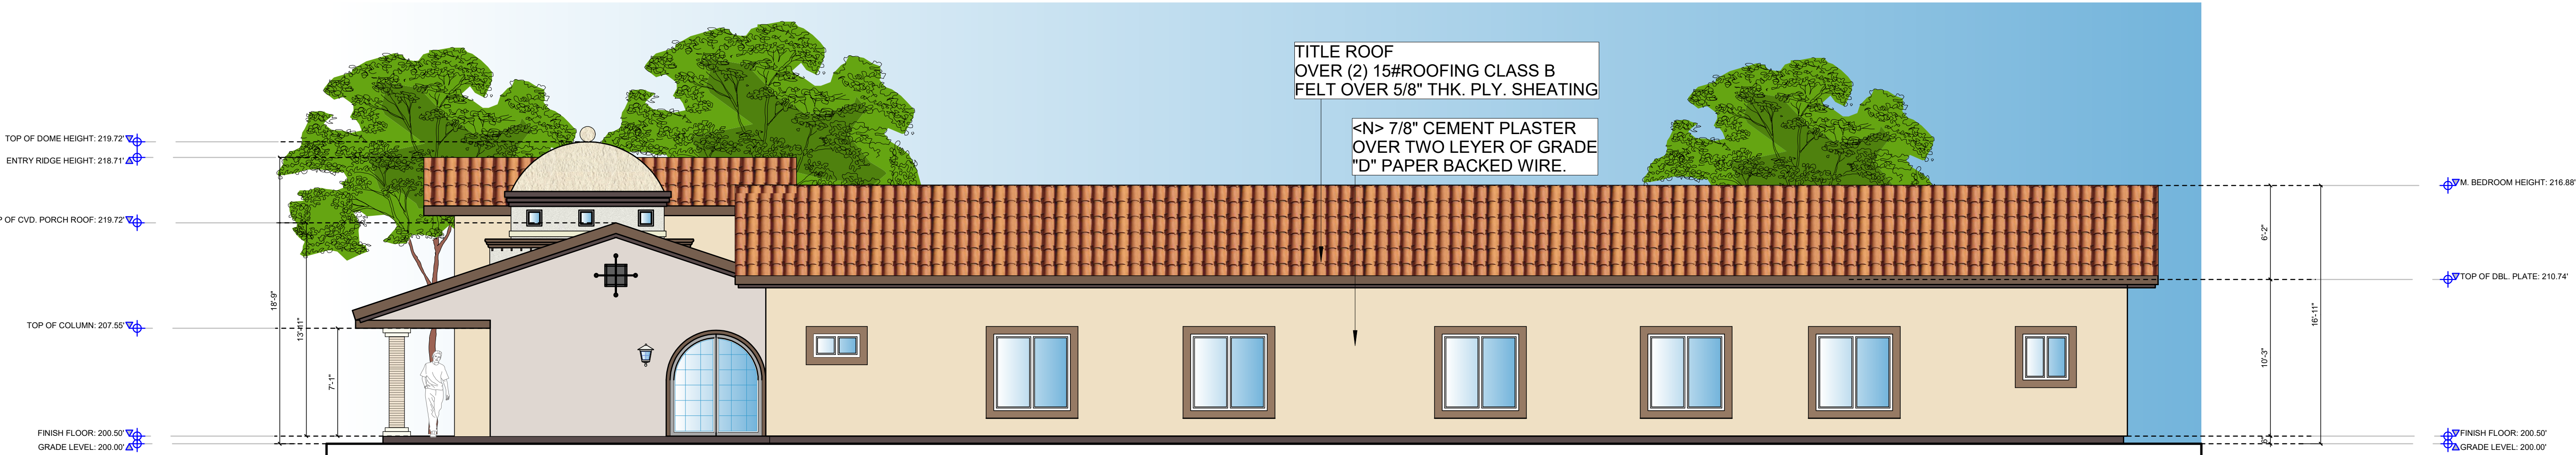 TITLE ROOF
OVER (2) 15#ROOFING CLASS B
FELT OVER 5/8" THK. PLY. SHEATING
<N> 7/8" CEMENT PLASTER
OVER TWO LEYER OF GRADE
"D" PAPER BACKED WIRE.
TOP OF DOME HEIGHT: 219.72'
ENTRY RIDGE HEIGHT: 218.71'
OF CVD. PORCH ROOF: 219.72'
TOP OF COLUMN: 207.55'
FINISH FLOOR: 200.50'
GRADE LEVEL: 200.00'
18'-9"
13'-11"
7'-1"
M. BEDROOM HEIGHT: 216.88'
TOP OF DBL. PLATE: 210.74'
FINISH FLOOR: 200.50'
GRADE LEVEL: 200.00'
6'-2"
10'-3"
16'-11"
6"